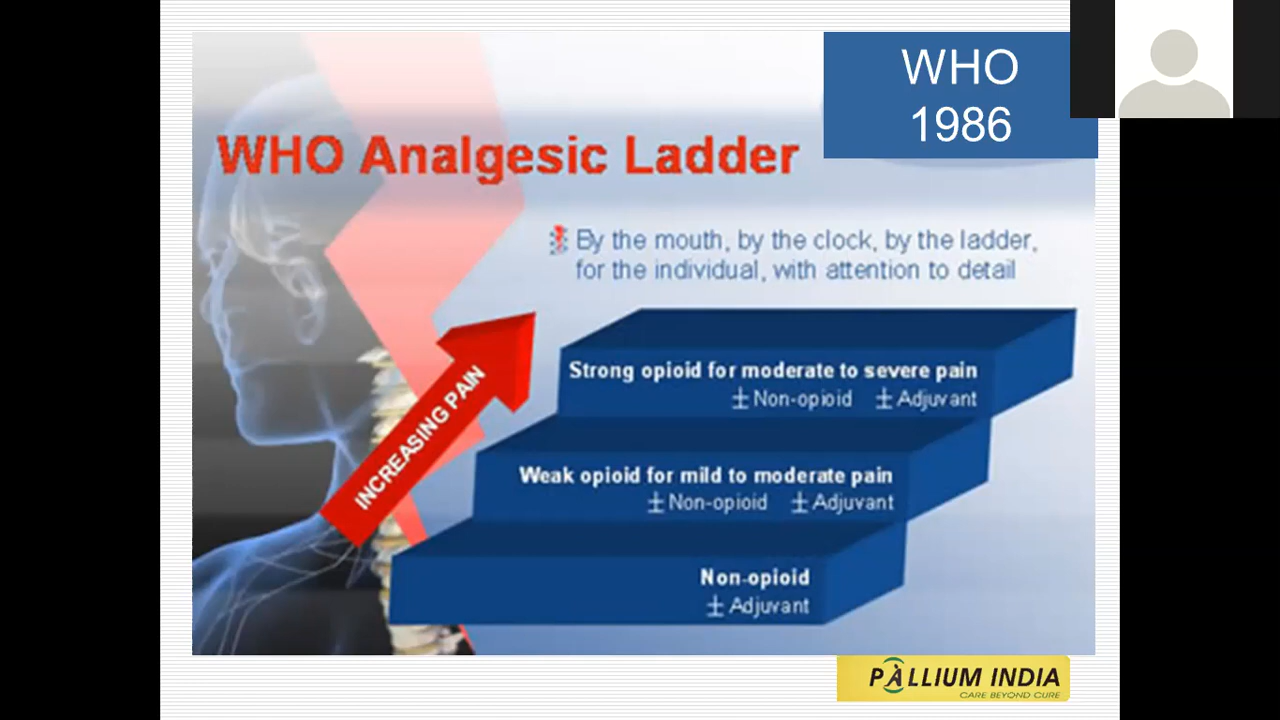 WHO
1986
WHO Analgesic Ladder
By the mouth, by the clock, by the ladder,
for the individual, with attention to detail
INCREASING PAIN
Strong opioid for moderate to severe pain
± Non-opioid ± Adjuvant
Weak opioid for mild to moderate pain
± Non-opioid ± Adjuvant
Non-opioid
± Adjuvant
PALLIUM INDIA
CARE BEYOND CURE